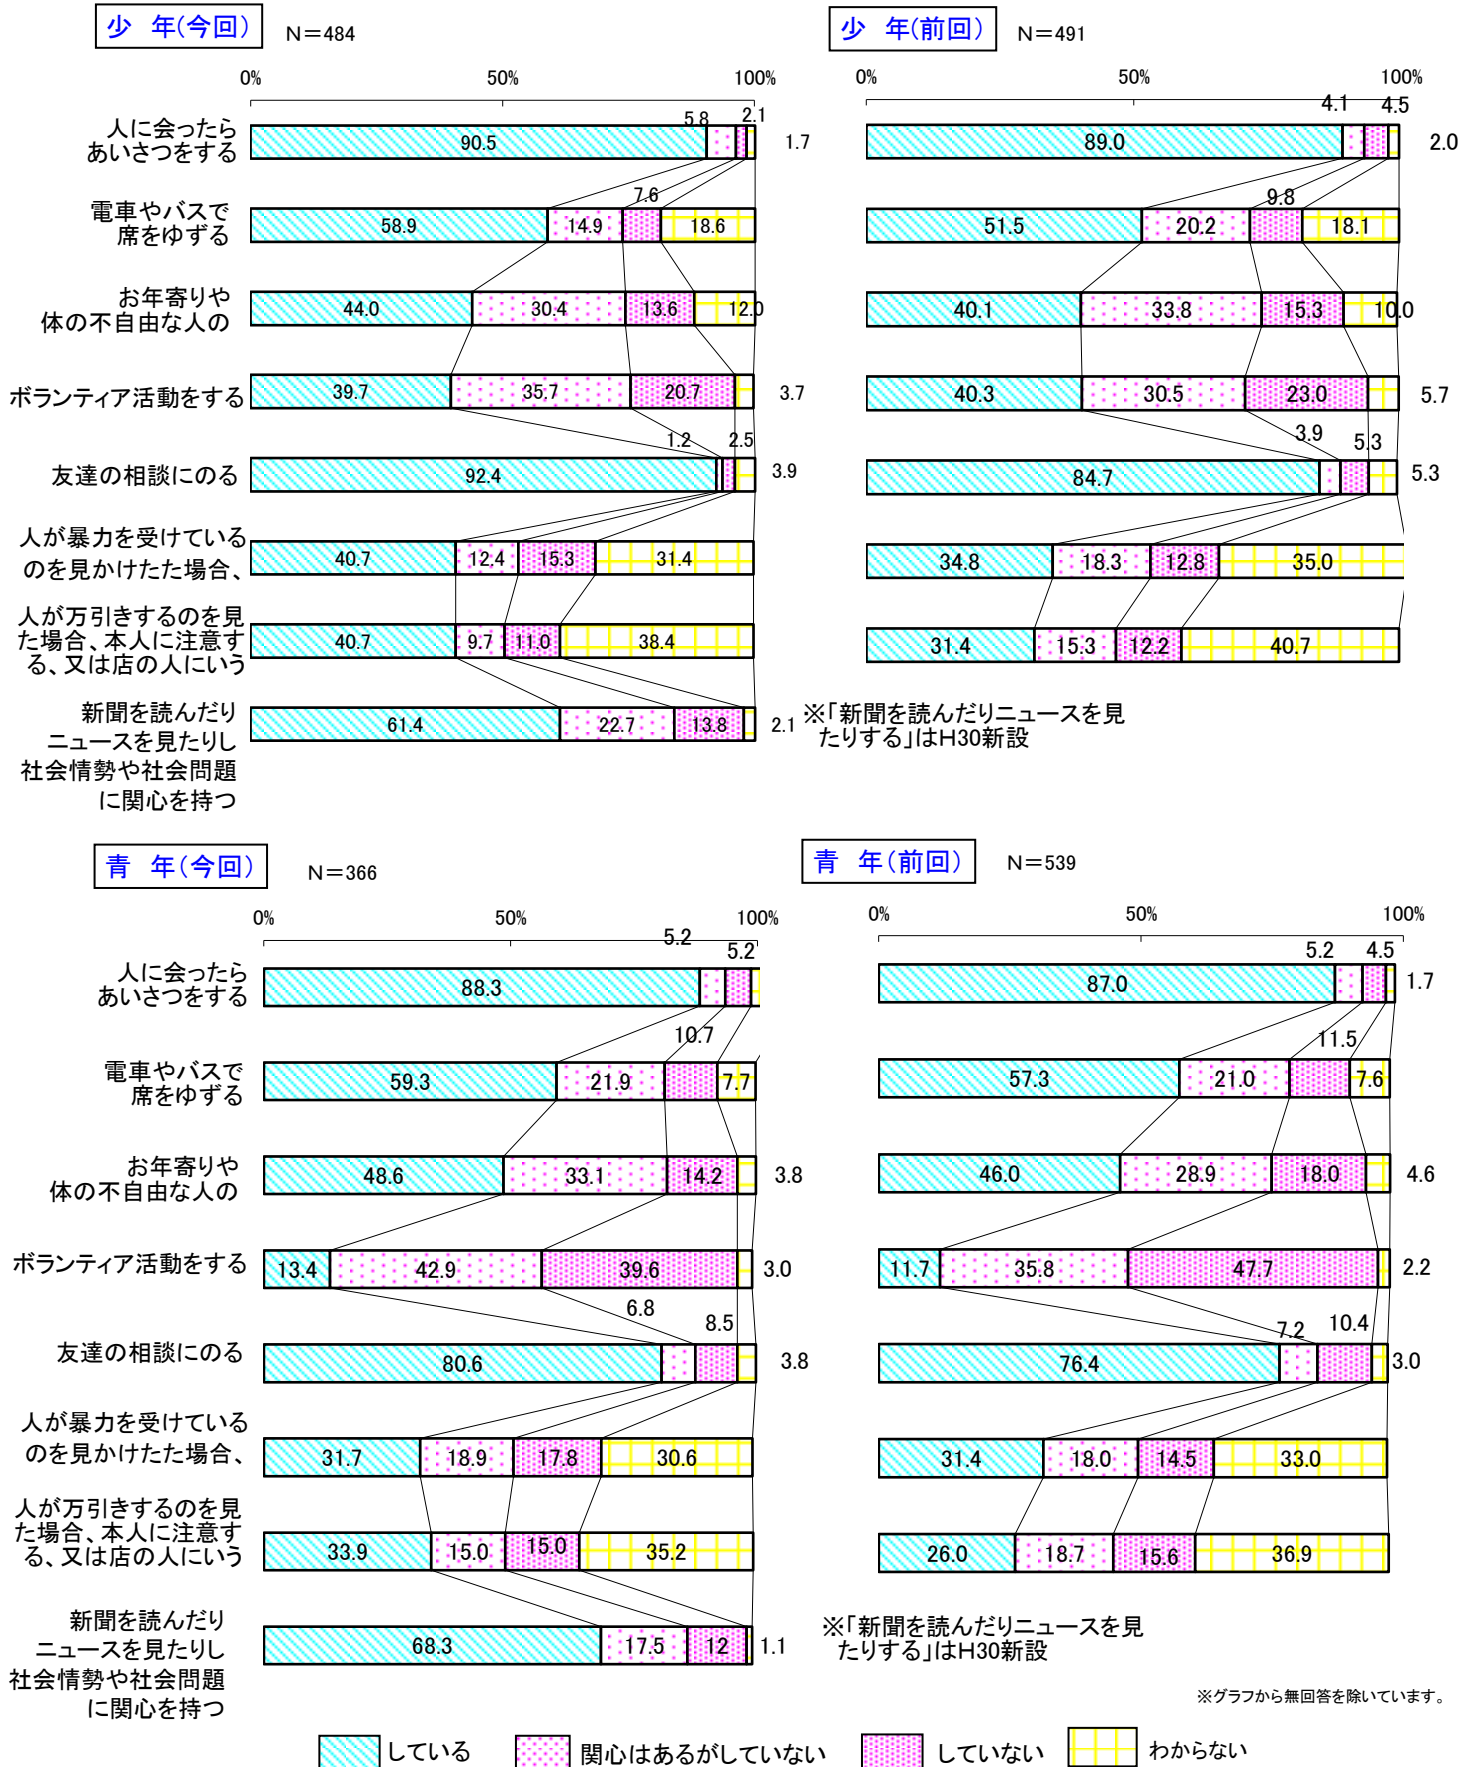 少　年(今回)
N＝484
0%
50%
100%
人に会ったら
あいさつをする
90.5
5.8
2.1
1.7
電車やバスで
席をゆずる
58.9
14.9
7.6
18.6
お年寄りや
体の不自由な人の
44.0
30.4
13.6
12.0
ボランティア活動をする
39.7
35.7
20.7
3.7
友達の相談にのる
92.4
1.2
2.5
3.9
人が暴力を受けている
のを見かけたた場合、
40.7
12.4
15.3
31.4
人が万引きするのを見
た場合、本人に注意す
る、又は店の人にいう
40.7
9.7
11.0
38.4
新聞を読んだり
ニュースを見たりし
社会情勢や社会問題
に関心を持つ
61.4
22.7
13.8
2.1
少　年(前回)
N＝491
0%
50%
100%
89.0
4.1
4.5
2.0
51.5
20.2
9.8
18.1
40.1
33.8
15.3
10.0
40.3
30.5
23.0
5.7
84.7
3.9
5.3
5.3
34.8
18.3
12.8
35.0
31.4
15.3
12.2
40.7
※「新聞を読んだりニュースを見
たりする」はH30新設
青　年(今回)
N＝366
0%
50%
100%
人に会ったら
あいさつをする
88.3
5.2
5.2
電車やバスで
席をゆずる
59.3
21.9
10.7
7.7
お年寄りや
体の不自由な人の
48.6
33.1
14.2
3.8
ボランティア活動をする
13.4
42.9
39.6
3.0
友達の相談にのる
80.6
6.8
8.5
3.8
人が暴力を受けている
のを見かけたた場合、
31.7
18.9
17.8
30.6
人が万引きするのを見
た場合、本人に注意す
る、又は店の人にいう
33.9
15.0
15.0
35.2
新聞を読んだり
ニュースを見たりし
社会情勢や社会問題
に関心を持つ
68.3
17.5
12
1.1
青　年(前回)
N＝539
0%
50%
100%
87.0
5.2
4.5
1.7
57.3
21.0
11.5
7.6
46.0
28.9
18.0
4.6
11.7
35.8
47.7
2.2
76.4
7.2
10.4
3.0
31.4
18.0
14.5
33.0
26.0
18.7
15.6
36.9
※「新聞を読んだりニュースを見
たりする」はH30新設
※グラフから無回答を除いています。
している
関心はあるがしていない
していない
わからない